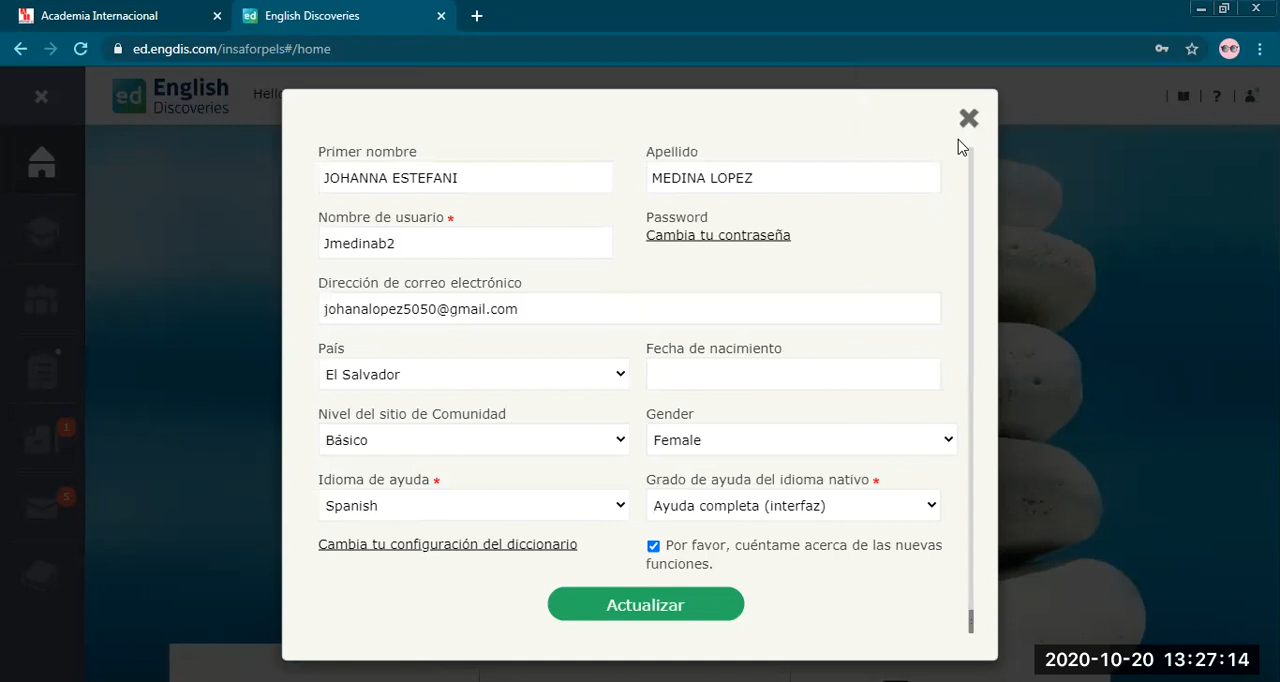 Academia Internacional
English Discoveries
ed.engdis.com/insaforpels#/home
ed English Discoveries
Hello
Primer nombre
Apellido
JOHANNA ESTEFANI
MEDINA LOPEZ
Nombre de usuario *
Password
Jmedinab2
Cambia tu contraseña
Dirección de correo electrónico
johanalopez5050@gmail.com
País
Fecha de nacimiento
El Salvador
Nivel del sitio de Comunidad
Gender
Básico
Female
Idioma de ayuda *
Grado de ayuda del idioma nativo *
Spanish
Ayuda completa (interfaz)
Cambia tu configuración del diccionario
Por favor, cuéntame acerca de las nuevas
funciones.
Actualizar
1
5
2020-10-20 13:27:14